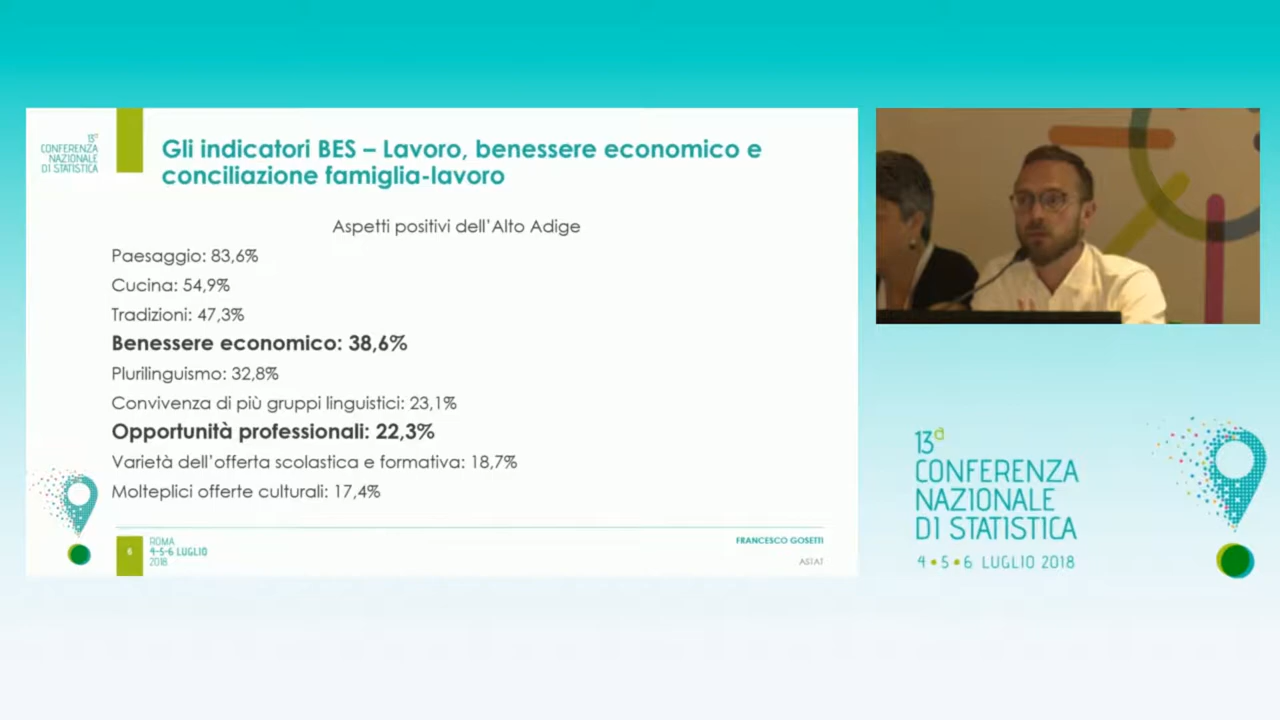 13ª
CONFERENZA
NAZIONALE
DI STATISTICA
Gli indicatori BES – Lavoro, benessere economico e
conciliazione famiglia-lavoro
Aspetti positivi dell'Alto Adige
Paesaggio: 83,6%
Cucina: 54,9%
Tradizioni: 47,3%
Benessere economico: 38,6%
Plurilinguismo: 32,8%
Convivenza di più gruppi linguistici: 23,1%
Opportunità professionali: 22,3%
Varietà dell'offerta scolastica e formativa: 18,7%
Molteplici offerte culturali: 17,4%
6
ROMA
4-5-6 LUGLIO
2018
FRANCESCO GOSETTI
ASTAT
13ª
CONFERENZA
NAZIONALE
DI STATISTICA
4 • 5 • 6 LUGLIO 2018